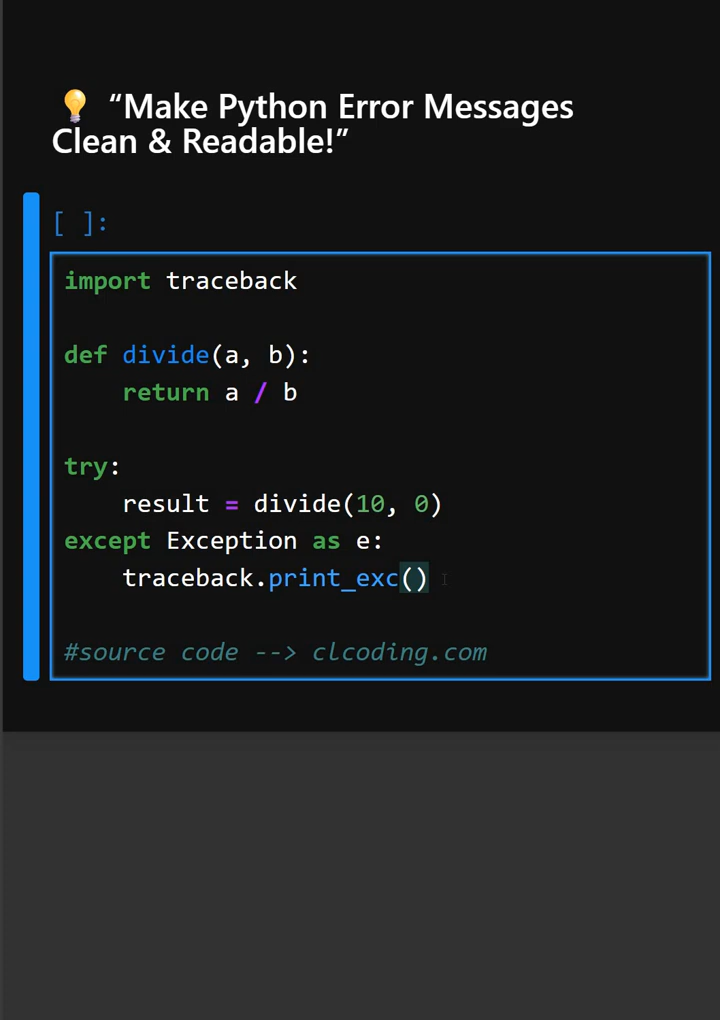 💡 “Make Python Error Messages
Clean & Readable!”
[ ]:
import traceback
def divide(a, b):
    return a / b
try:
    result = divide(10, 0)
except Exception as e:
    traceback.print_exc()
#source code --> clcoding.com